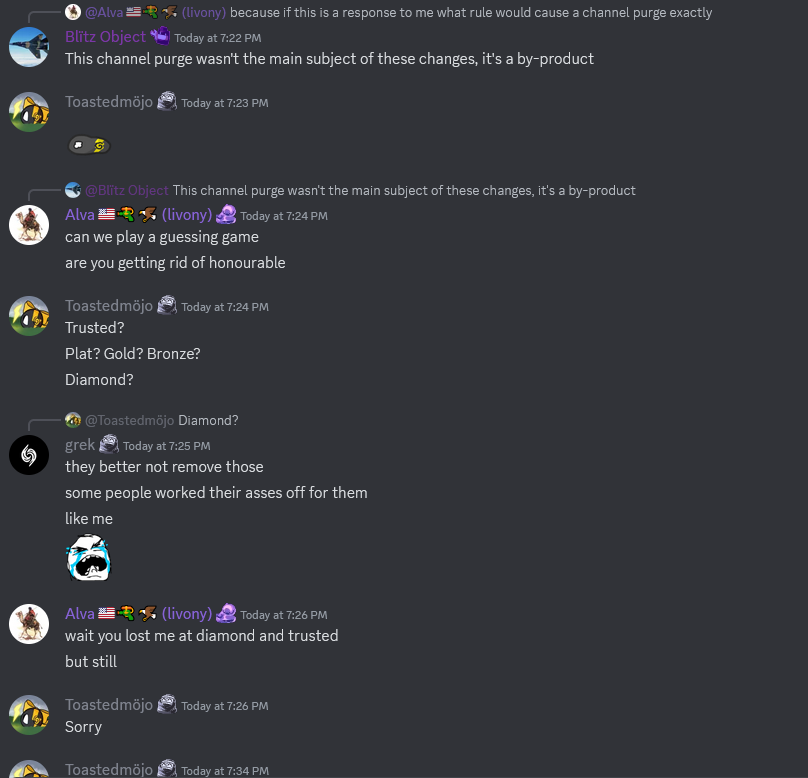 @Alva (livony) because if this is a response to me what rule would cause a channel purge exactly
Blïtz Object Today at 7:22 PM
This channel purge wasn't the main subject of these changes, it's a by-product
Toastedmöjo Today at 7:23 PM
@Blïtz Object This channel purge wasn't the main subject of these changes, it's a by-product
Alva (livony) Today at 7:24 PM
can we play a guessing game
are you getting rid of honourable
Toastedmöjo Today at 7:24 PM
Trusted?
Plat? Gold? Bronze?
Diamond?
@Toastedmöjo Diamond?
grek Today at 7:25 PM
they better not remove those
some people worked their asses off for them
like me
Alva (livony) Today at 7:26 PM
wait you lost me at diamond and trusted
but still
Toastedmöjo Today at 7:26 PM
Sorry
Toastedmöjo Today at 7:34 PM